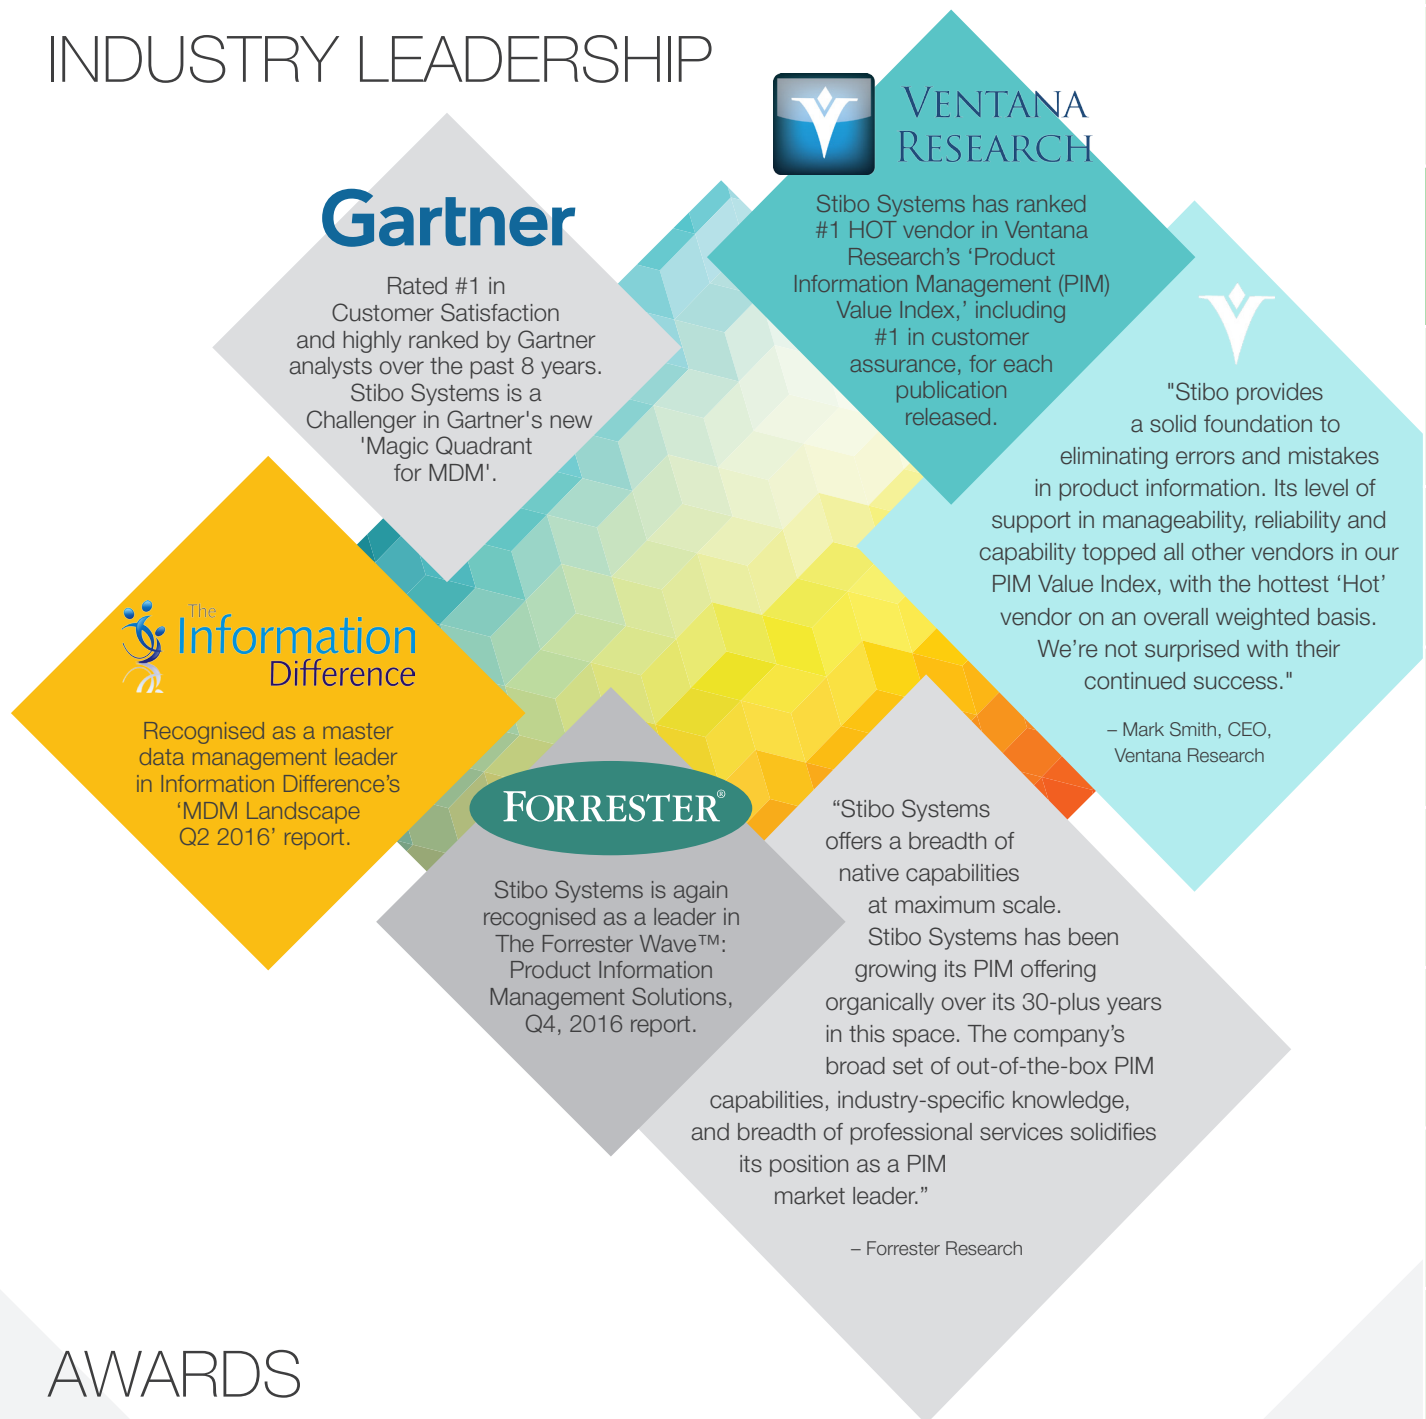 INDUSTRY LEADERSHIP
Gartner
Rated #1 in
Customer Satisfaction
and highly ranked by Gartner
analysts over the past 8 years.
Stibo Systems is a
Challenger in Gartner's new
'Magic Quadrant
for MDM'.
VENTANA
RESEARCH
Stibo Systems has ranked
#1 HOT vendor in Ventana
Research’s ‘Product
Information Management (PIM)
Value Index,’ including
#1 in customer
assurance, for each
publication
released.
"Stibo provides
a solid foundation to
eliminating errors and mistakes
in product information. Its level of
support in manageability, reliability and
capability topped all other vendors in our
PIM Value Index, with the hottest ‘Hot’
vendor on an overall weighted basis.
We’re not surprised with their
continued success."
– Mark Smith, CEO,
Ventana Research
The
Information
Difference
Recognised as a master
data management leader
in Information Difference’s
‘MDM Landscape
Q2 2016’ report.
FORRESTER®
Stibo Systems is again
recognised as a leader in
The Forrester Wave™:
Product Information
Management Solutions,
Q4, 2016 report.
“Stibo Systems
offers a breadth of
native capabilities
at maximum scale.
Stibo Systems has been
growing its PIM offering
organically over its 30-plus years
in this space. The company’s
broad set of out-of-the-box PIM
capabilities, industry-specific knowledge,
and breadth of professional services solidifies
its position as a PIM
market leader.”
– Forrester Research
AWARDS